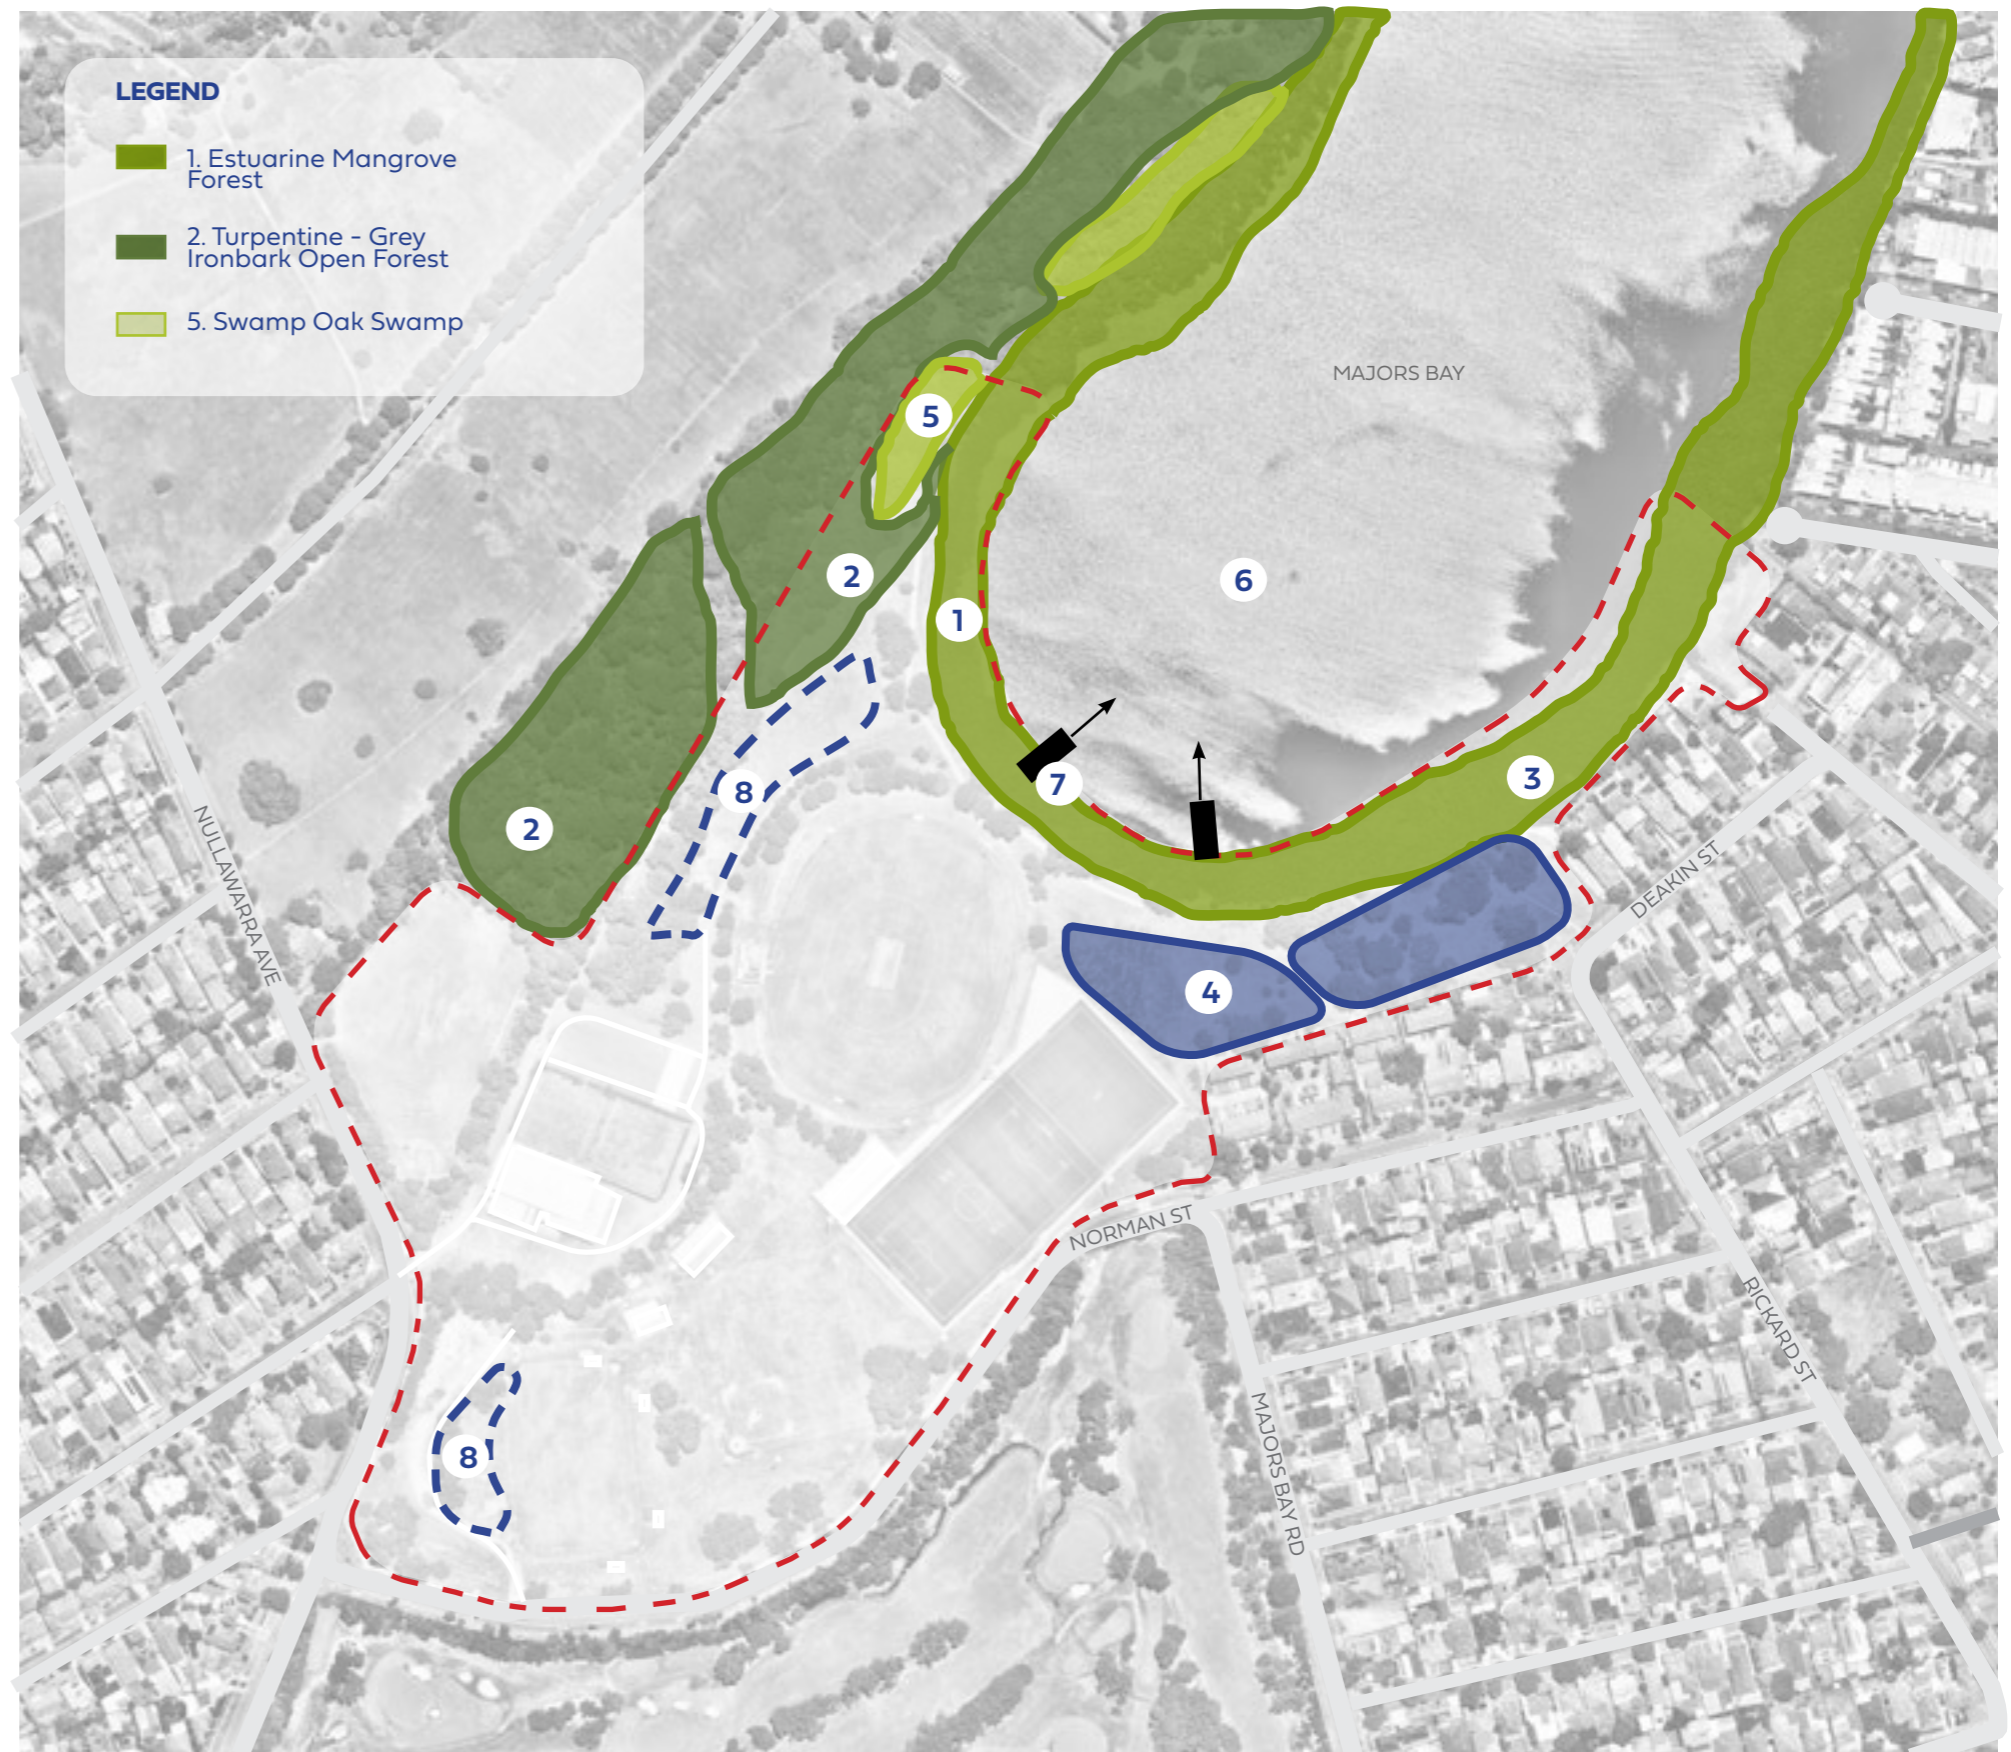 LEGEND
1. Estuarine Mangrove
Forest
2. Turpentine - Grey
Ironbark Open Forest
5. Swamp Oak Swamp
MAJORS BAY
5
2
6
1
7
3
8
2
4
NULLAWARRA AVE
DEAKIN ST
NORMAN ST
RICKARD ST
MAJORS BAY RD
8